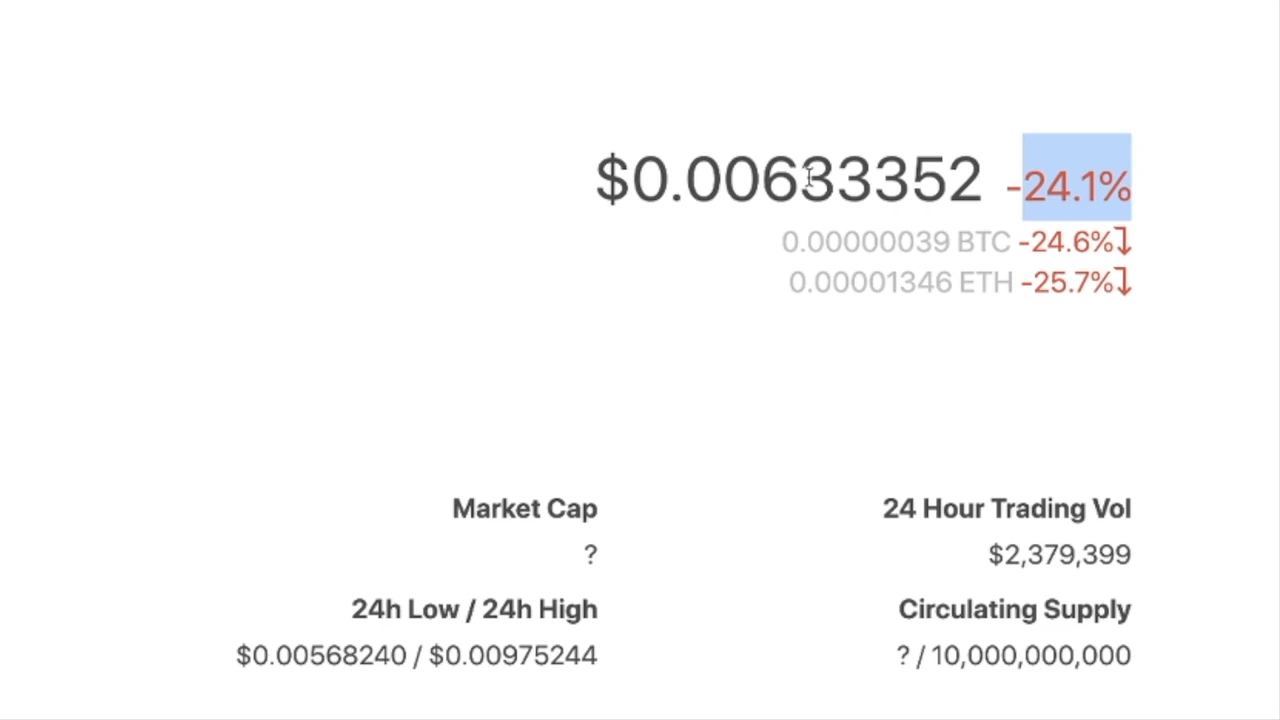 $0.00633352 -24.1%
0.00000039 BTC -24.6%
0.00001346 ETH -25.7%
Market Cap
?
24 Hour Trading Vol
$2,379,399
24h Low / 24h High
$0.00568240 / $0.00975244
Circulating Supply
? / 10,000,000,000